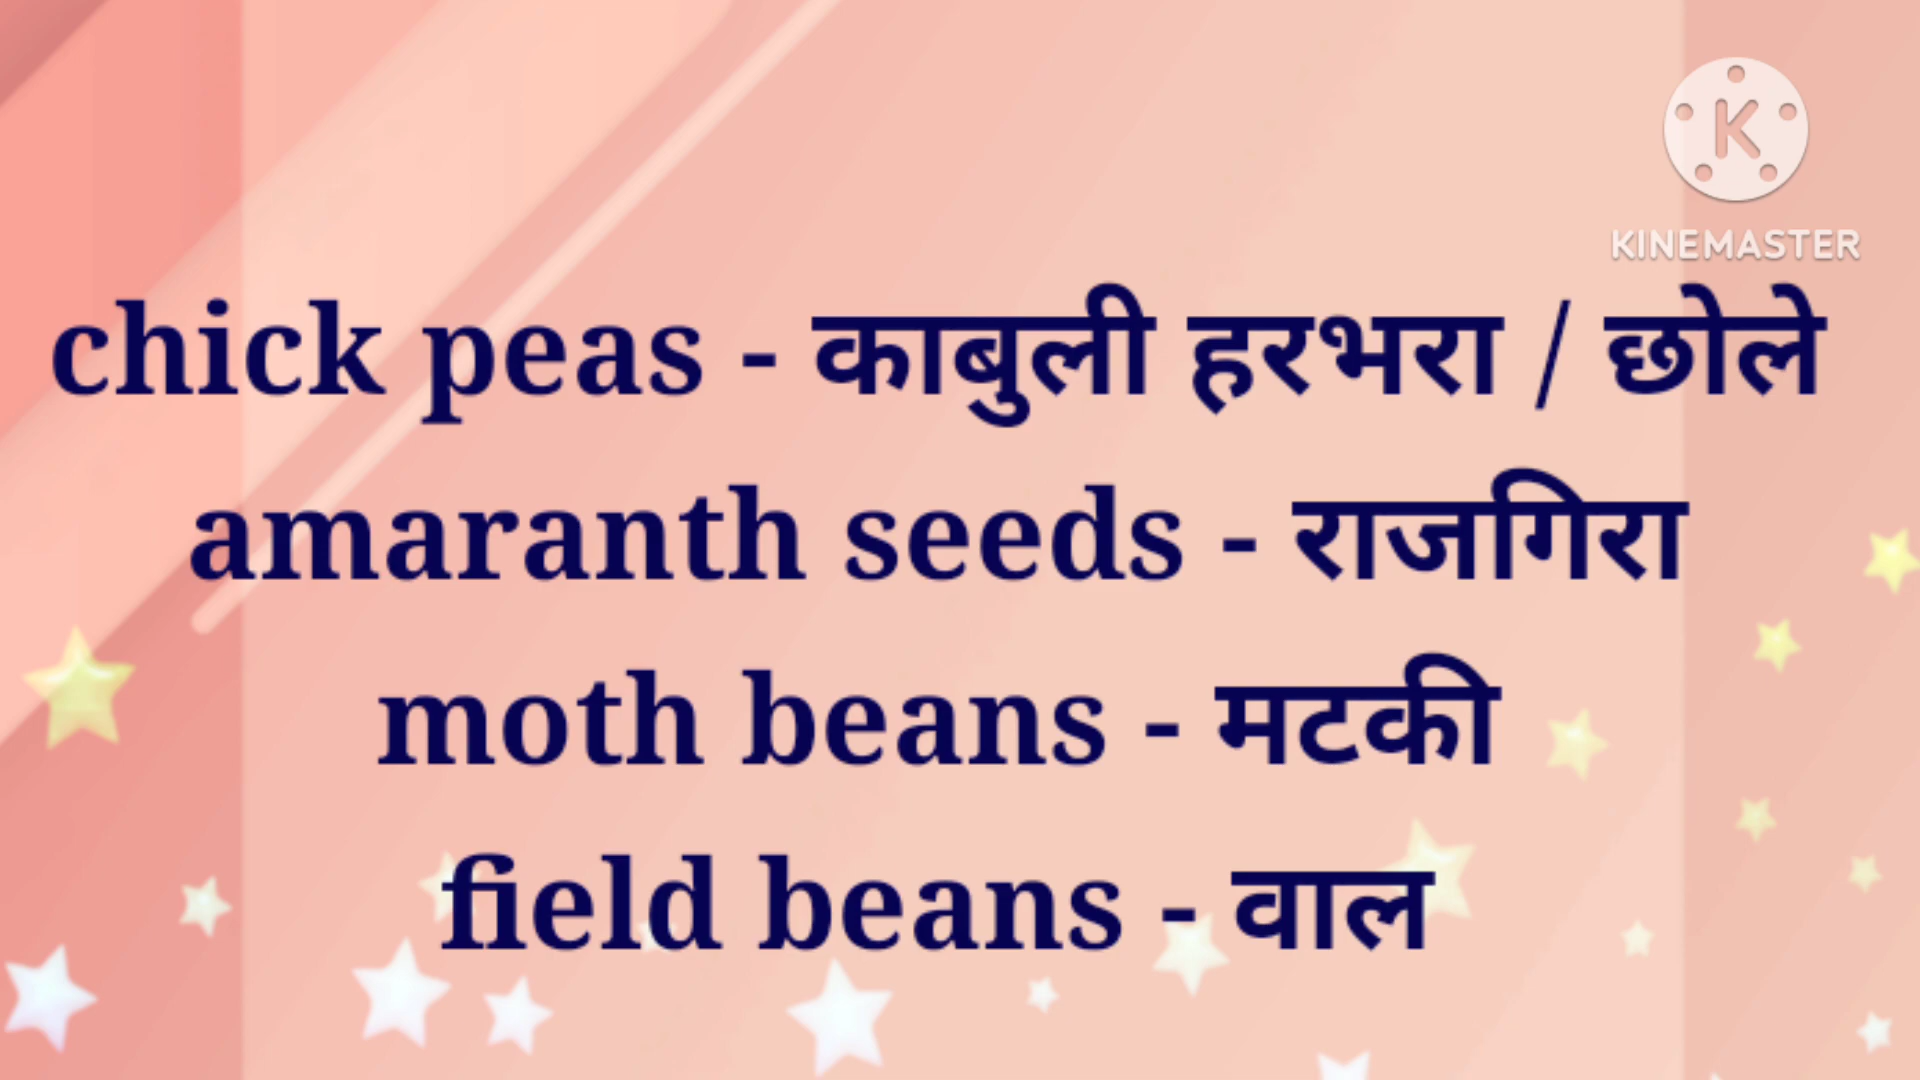 KINEMASTER
chick peas - काबुली हरभरा / छोले
amaranth seeds - राजगिरा
moth beans - मटकी
field beans - वाल